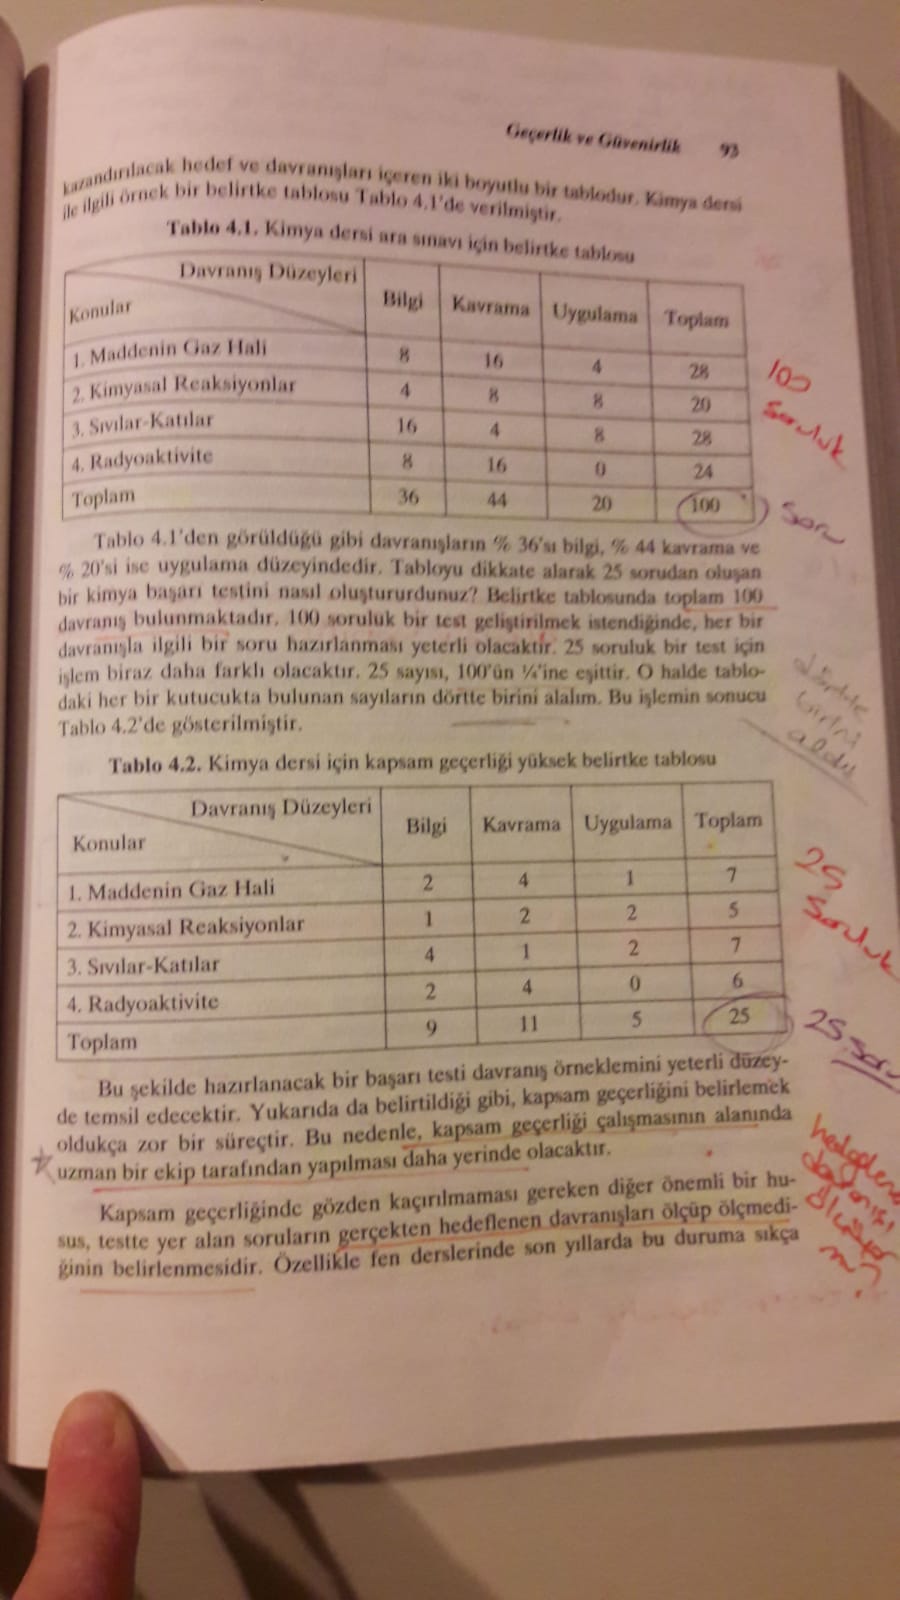 Geçerlik ve Güvenirlik 93
kazandırılacak hedef ve davranışları içeren iki boyutlu bir tablodur. Kimya dersi
ile ilgili örnek bir belirtke tablosu Tablo 4.1'de verilmiştir.
Tablo 4.1. Kimya dersi ara sınavı için belirtke tablosu
Davranış Düzeyleri
Konular Bilgi Kavrama Uygulama Toplam
1. Maddenin Gaz Hali 8 16 4 28
2. Kimyasal Reaksiyonlar 4 8 8 20
3. Sıvılar-Katılar 16 4 8 28
4. Radyoaktivite 8 16 0 24
Toplam 36 44 20 100
100
Soruluk
Soru
Tablo 4.1'den görüldüğü gibi davranışların % 36'sı bilgi, % 44 kavrama ve
% 20'si ise uygulama düzeyindedir. Tabloyu dikkate alarak 25 sorudan oluşan
bir kimya başarı testini nasıl oluştururdunuz? Belirtke tablosunda toplam 100
davranış bulunmaktadır. 100 soruluk bir test geliştirilmek istendiğinde, her bir
davranışla ilgili bir soru hazırlanması yeterli olacaktır. 25 soruluk bir test için
işlem biraz daha farklı olacaktır. 25 sayısı, 100'ün ¼'ine eşittir. O halde tablo-
daki her bir kutucukta bulunan sayıların dörtte birini alalım. Bu işlemin sonucu
Tablo 4.2'de gösterilmiştir.
dörtte
birini
aldı
Tablo 4.2. Kimya dersi için kapsam geçerliği yüksek belirtke tablosu
Davranış Düzeyleri
Konular Bilgi Kavrama Uygulama Toplam
1. Maddenin Gaz Hali 2 4 1 7
2. Kimyasal Reaksiyonlar 1 2 2 5
3. Sıvılar-Katılar 4 1 2 7
4. Radyoaktivite 2 4 0 6
Toplam 9 11 5 25
25
Soruluk
25 soru
Bu şekilde hazırlanacak bir başarı testi davranış örneklemini yeterli düzey-
de temsil edecektir. Yukarıda da belirtildiği gibi, kapsam geçerliğini belirlemek
oldukça zor bir süreçtir. Bu nedenle, kapsam geçerliği çalışmasının alanında
uzman bir ekip tarafından yapılması daha yerinde olacaktır.
Kapsam geçerliğinde gözden kaçırılmaması gereken diğer önemli bir hu-
sus, testte yer alan soruların gerçekten hedeflenen davranışları ölçüp ölçmedi-
ğinin belirlenmesidir. Özellikle fen derslerinde son yıllarda bu duruma sıkça
davranışı
ölçüyor
mu?